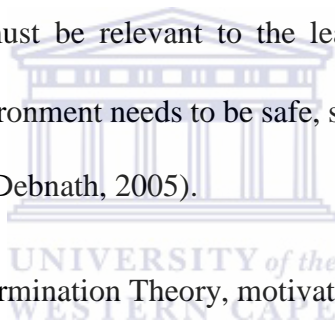 must be relevant to the lea
ironment needs to be safe, s
Debnath, 2005).
UNIVERSITY of the
ermination Theory, motivat
WESTERN CAPE